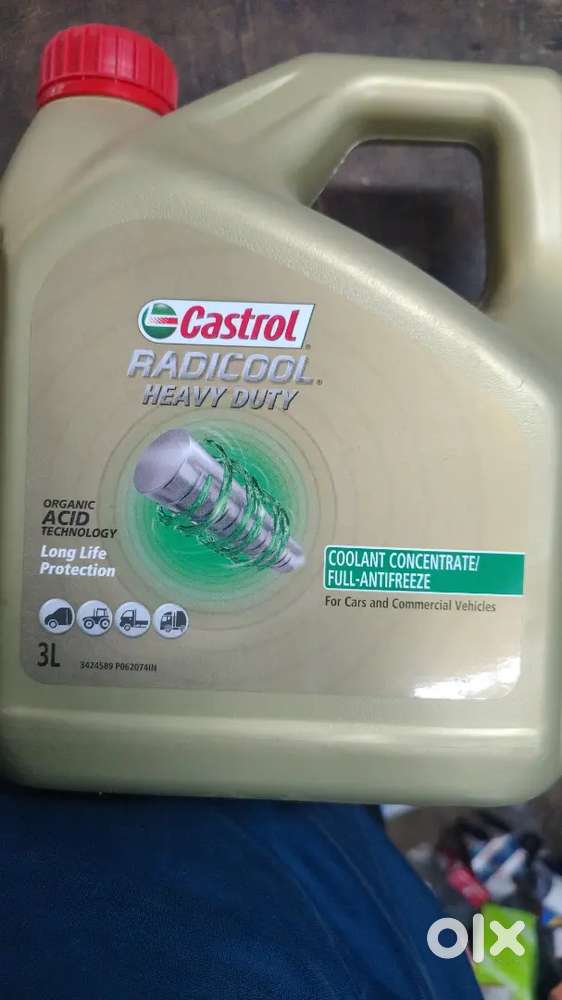 Castrol
RADICOOL®
HEAVY DUTY
ORGANIC
ACID
TECHNOLOGY
Long Life
Protection
COOLANT CONCENTRATE/
FULL-ANTIFREEZE
For Cars and Commercial Vehicles
3L
3424589 P062074IN
olx